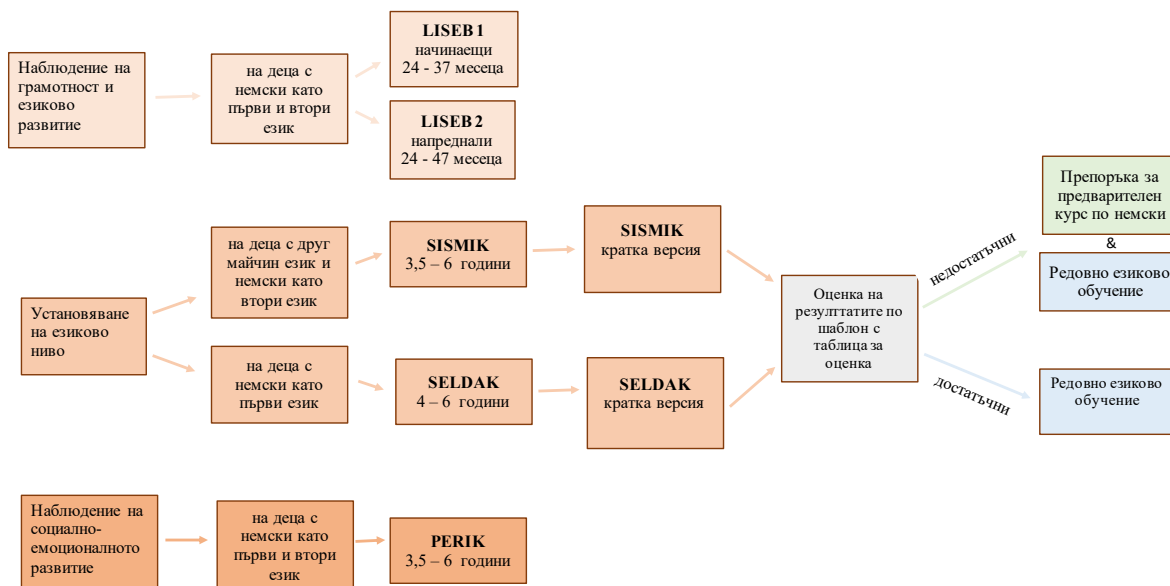 Наблюдение на
грамотност и
езиково
развитие
на деца с
немски като
първи и втори
език
LISEB 1
начинаещи
24 - 37 месеца
LISEB 2
напреднали
24 - 47 месеца
Установяване
на езиково
ниво
на деца с друг
майчин език и
немски като
втори език
SISMIK
3,5 – 6 години
SISMIK
кратка версия
на деца с
немски като
първи език
SELDAK
4 – 6 години
SELDAK
кратка версия
Оценка на
резулттатите по
шаблон с
таблица за
оценка
недостатъчни
Препоръка за
предварителен
курс по немски
&
Редовно езиково
обучение
достатъчни
Редовно езиково
обучение
Наблюдение на
социално-
емоционалното
развитие
на деца с
немски като
първи и втори
език
PERIK
3,5 – 6 години